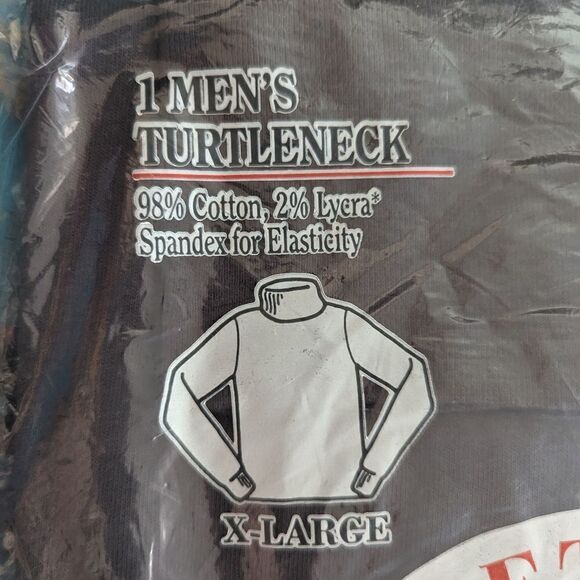 1 MEN'S
TURTLENECK
98% Cotton, 2% Lycra*
Spandex for Elasticity
X-LARGE